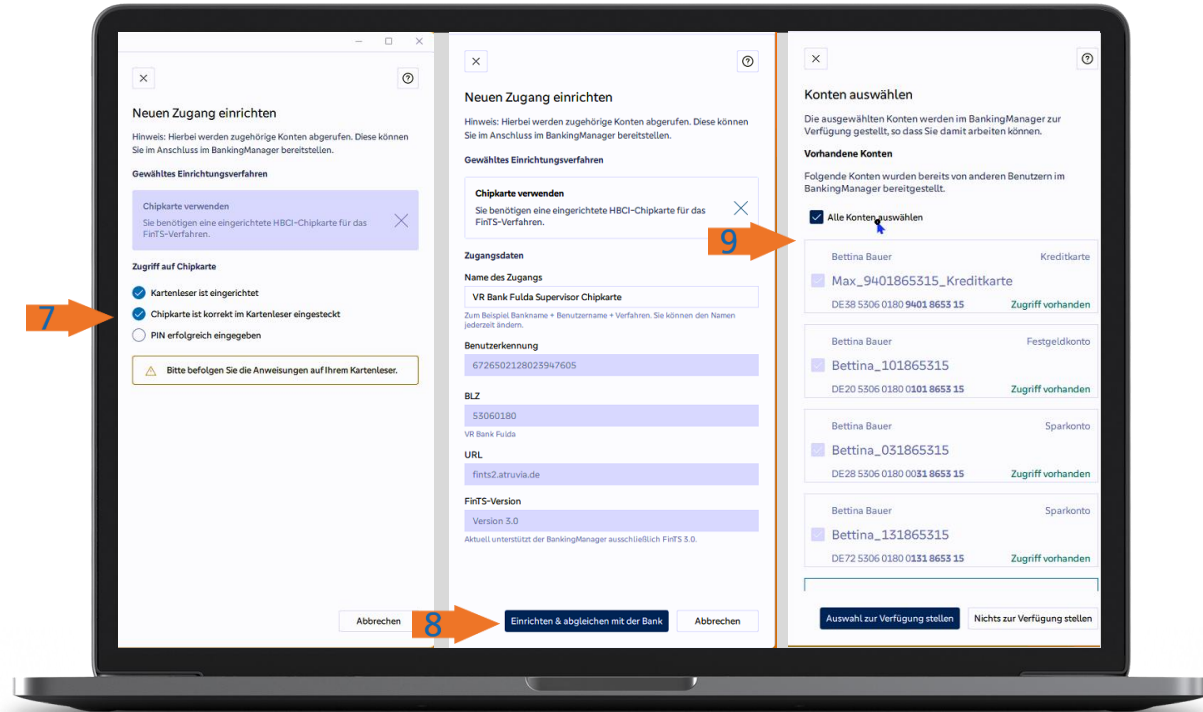 Neuen Zugang einrichten
Hinweis: Hierbei werden zugehörige Konten abgerufen. Diese können
Sie im Anschluss im BankingManager bereitstellen.
Gewähltes Einrichtungsverfahren
Chipkarte verwenden
Sie benötigen eine eingerichtete HBCI-Chipkarte für das
FinTS-Verfahren.
Zugriff auf Chipkarte
Kartenleser ist eingerichtet
7
Chipkarte ist korrekt im Kartenleser eingesteckt
PIN erfolgreich eingegeben
Bitte befolgen Sie die Anweisungen auf Ihrem Kartenleser.
Abbrechen
Neuen Zugang einrichten
Hinweis: Hierbei werden zugehörige Konten abgerufen. Diese können
Sie im Anschluss im BankingManager bereitstellen.
Gewähltes Einrichtungsverfahren
Chipkarte verwenden
Sie benötigen eine eingerichtete HBCI-Chipkarte für das
FinTS-Verfahren.
Zugangsdaten
Name des Zugangs
VR Bank Fulda Supervisor Chipkarte
Zum Beispiel Bankname + Benutzername + Verfahren. Sie können den Namen
jederzeit ändern.
Benutzerkennung
6726502128023947605
BLZ
53060180
VR Bank Fulda
URL
fints2.atruvia.de
FinTS-Version
Version 3.0
Aktuell unterstützt der BankingManager ausschließlich FinTS 3.0.
8
Einrichten & abgleichen mit der Bank Abbrechen
Konten auswählen
Die ausgewählten Konten werden im BankingManager zur
Verfügung gestellt, so dass Sie damit arbeiten können.
Vorhandene Konten
Folgende Konten wurden bereits von anderen Benutzern im
BankingManager bereitgestellt.
Alle Konten auswählen
9
Bettina Bauer Kreditkarte
Max_9401865315_Kreditkarte
DE38 5306 0180 9401 8653 15 Zugriff vorhanden
Bettina Bauer Festgeldkonto
Bettina_101865315
DE20 5306 0180 0101 8653 15 Zugriff vorhanden
Bettina Bauer Sparkonto
Bettina_031865315
DE28 5306 0180 0031 8653 15 Zugriff vorhanden
Bettina Bauer Sparkonto
Bettina_131865315
DE72 5306 0180 0131 8653 15 Zugriff vorhanden
Auswahl zur Verfügung stellen Nichts zur Verfügung stellen